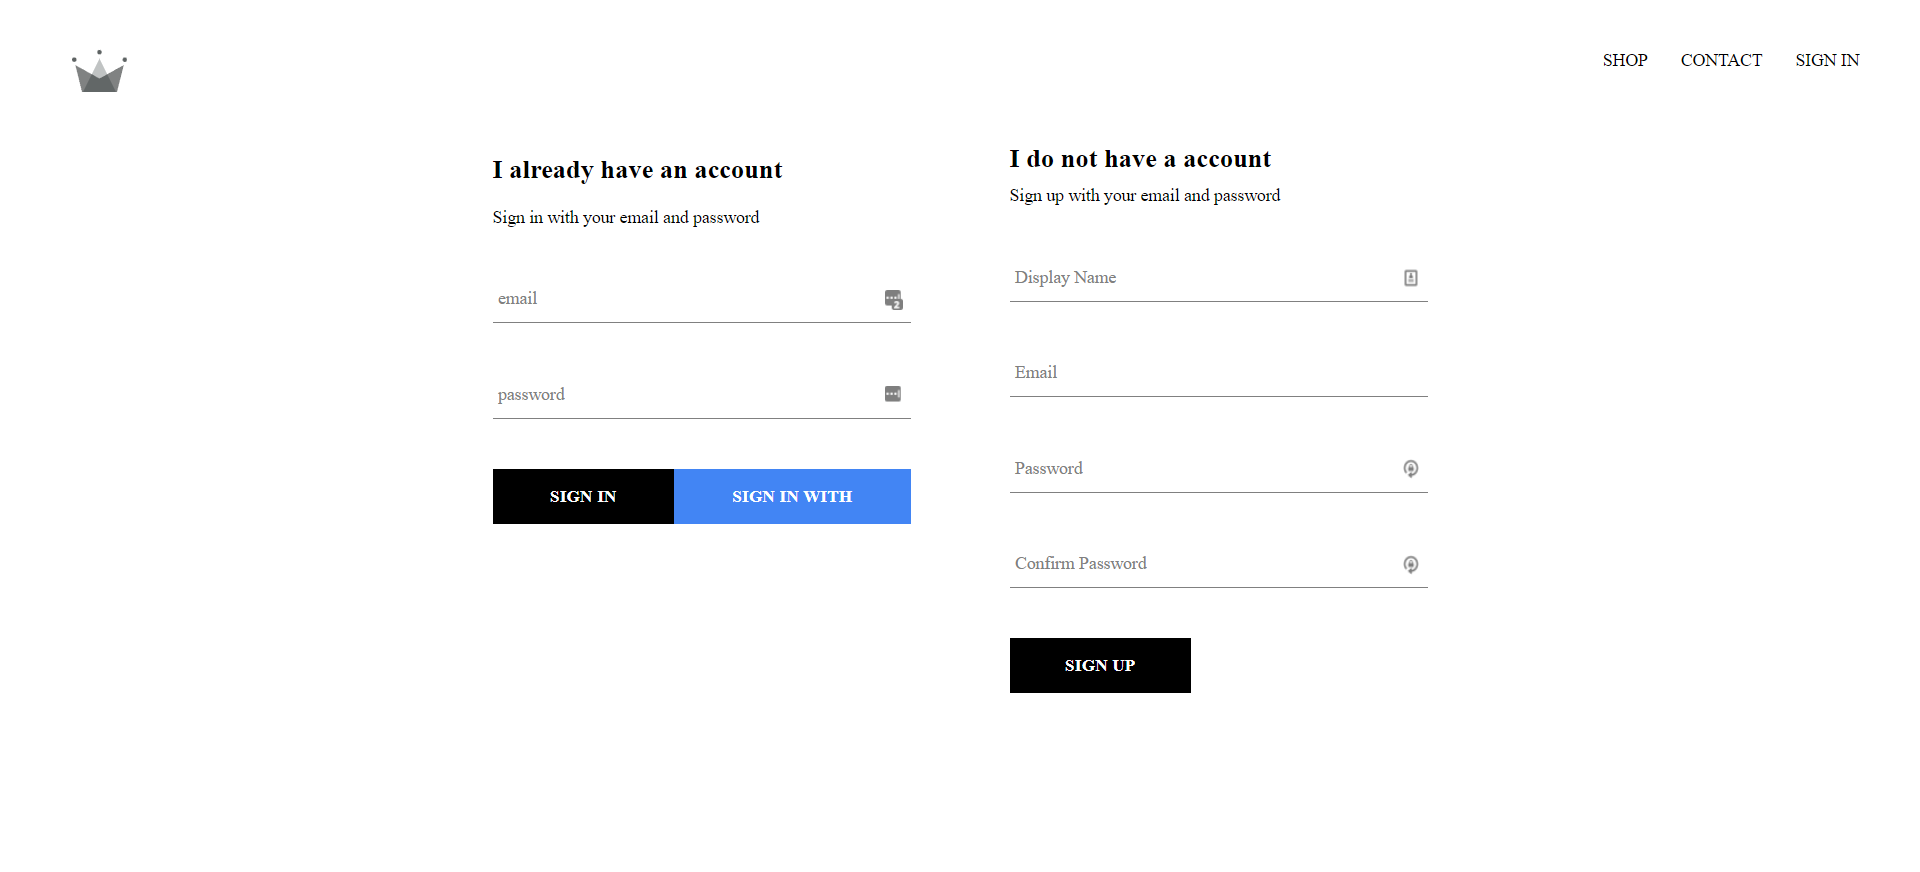 SHOP CONTACT SIGN IN
I already have an account
Sign in with your email and password
email
password
SIGN IN SIGN IN WITH
I do not have a account
Sign up with your email and password
Display Name
Email
Password
Confirm Password
SIGN UP